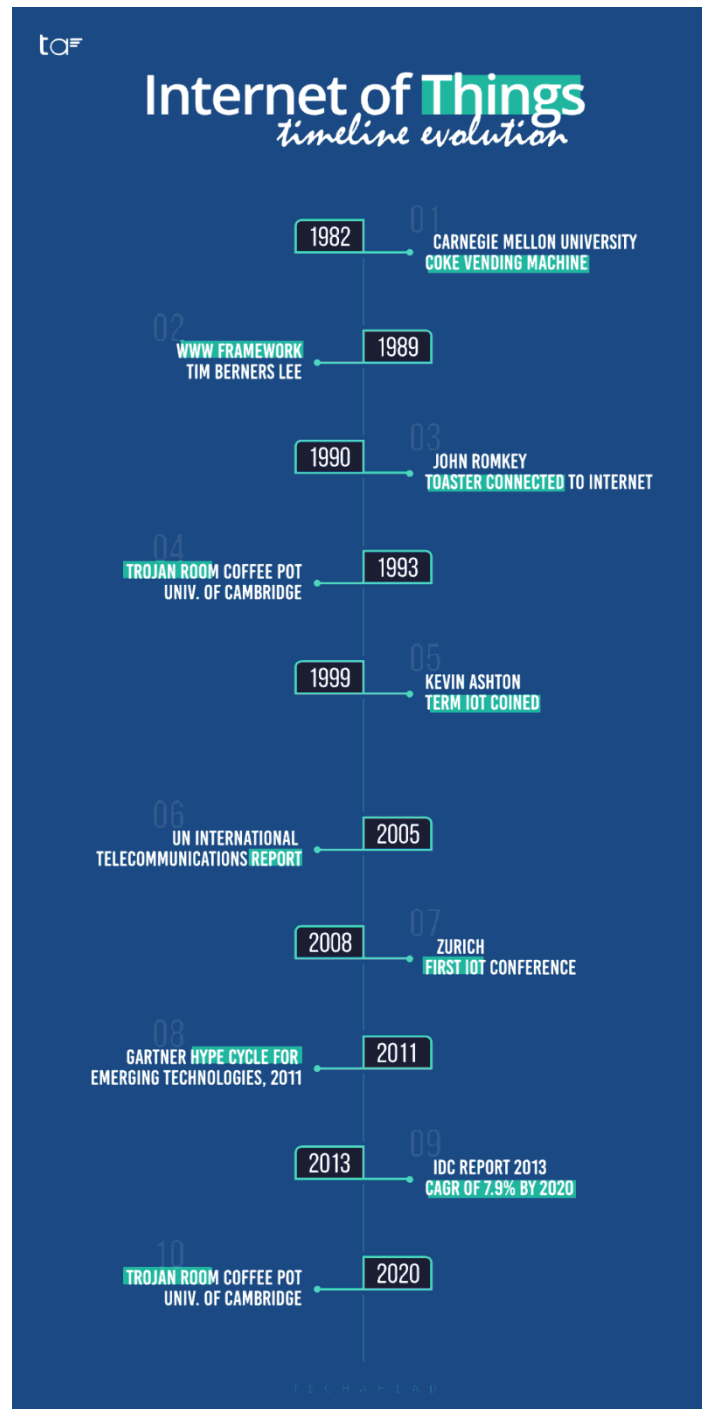 ta
Internet of Things
timeline evolution
01
1982
CARNEGIE MELLON UNIVERSITY
COKE VENDING MACHINE
02
WWW FRAMEWORK
TIM BERNERS LEE
1989
03
1990
JOHN ROMKEY
TOASTER CONNECTED TO INTERNET
04
TROJAN ROOM COFFEE POT
UNIV. OF CAMBRIDGE
1993
05
1999
KEVIN ASHTON
TERM IOT COINED
06
UN INTERNATIONAL
TELECOMMUNICATIONS REPORT
2005
07
2008
ZURICH
FIRST IOT CONFERENCE
08
GARTNER HYPE CYCLE FOR
EMERGING TECHNOLOGIES, 2011
2011
09
2013
IDC REPORT 2013
CAGR OF 7.9% BY 2020
10
TROJAN ROOM COFFEE POT
UNIV. OF CAMBRIDGE
2020
TECHAHEAD